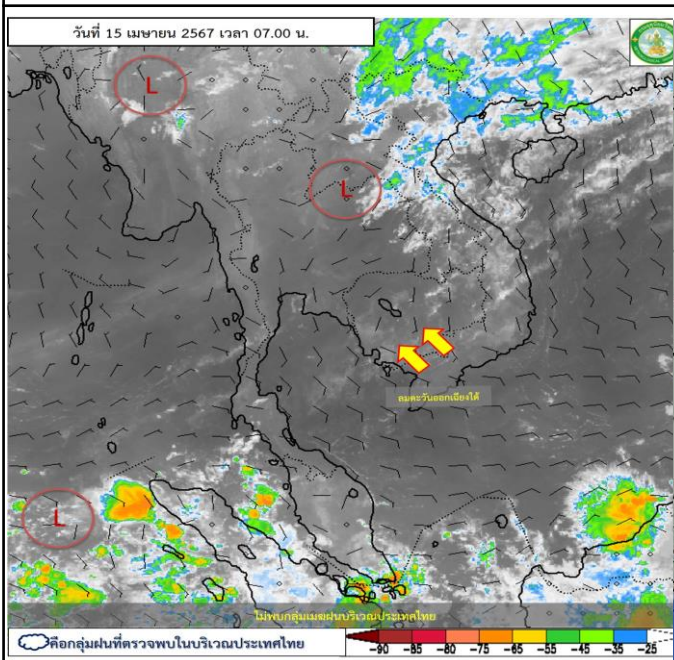 วันที่ 15 เมษายน 2567 เวลา 07.00 น.
L
L
ลมตะวันออกเฉียงใต้
L
ไม่พบกลุ่มเมฆฝนบริเวณประเทศไทย
คือกลุ่มฝนที่ตรวจพบในบริเวณประเทศไทย
-90 -85 -80 -75 -65 -55 -45 -35 -25